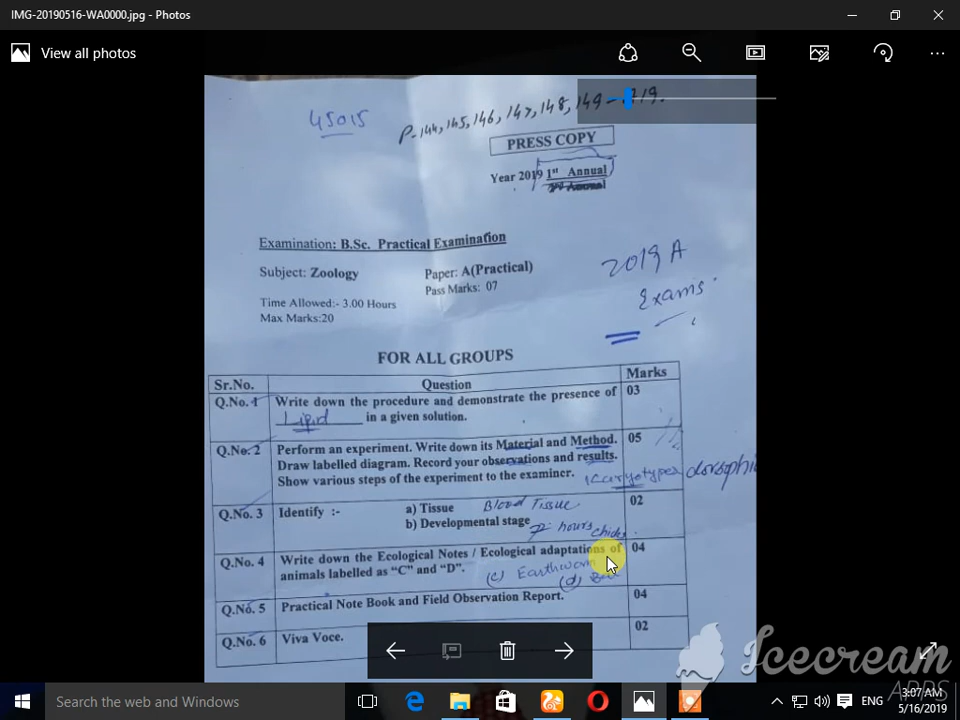 IMG-20190516-WA0000.jpg - Photos
View all photos
45015
P-144, 145, 146, 147, 148, 149
PRESS COPY
Year 2019 1st Annual
Annual
Examination: B.Sc. Practical Examination
Subject: Zoology Paper: A(Practical)
Pass Marks: 07
2019 A
Exams
Time Allowed:- 3.00 Hours
Max Marks:20
FOR ALL GROUPS
Sr.No. Question Marks
Q.No. 1 Write down the procedure and demonstrate the presence of 03
Lipid in a given solution.
Q.No. 2 Perform an experiment. Write down its Material and Method. 05
Draw labelled diagram. Record your observations and results.
Show various steps of the experiment to the examiner. Karyotypes
Q.No. 3 Identify :- a) Tissue Blood Tissue 02
b) Developmental stage hours chick
Q.No. 4 Write down the Ecological Notes / Ecological adaptations of 04
animals labelled as "C" and "D". (c) (d)
Q.No. 5 Practical Note Book and Field Observation Report. 04
Q.No. 6 Viva Voce. 02
Icecream
APPS
Search the web and Windows
ENG
3:07 AM
5/16/2019